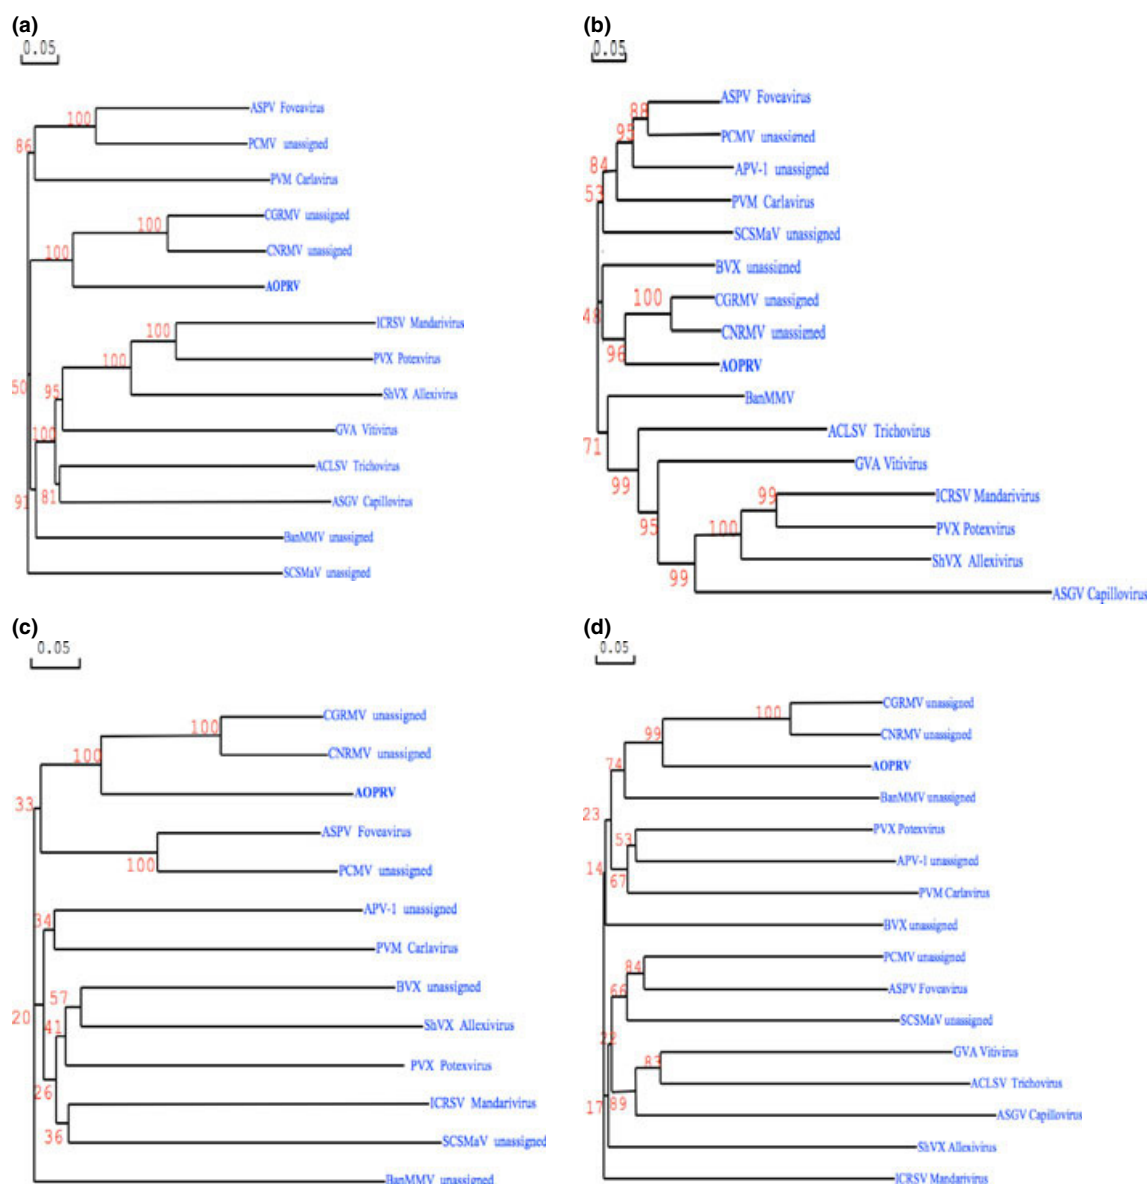 (a)
0.05
ASPV Foveavirus
100
PCMV unassigned
86
PVM Carlavirus
CGRMV unassigned
100
CNRMV unassigned
100
AOPRV
ICRSV Mandarivirus
100
PVX Potexvirus
100
ShVX Allexivirus
50
95
GVA Vitivirus
100
ACLSV Trichovirus
91
81
ASGV Capillovirus
BanMMV unassigned
SCSMaV unassigned
(b)
0.05
ASPV Foveavirus
88
PCMV unassigned
95
APV-1 unassigned
84
53
PVM Carlavirus
SCSMaV unassigned
BVX unassigned
100
CGRMV unassigned
48
CNRMV unassigned
96
AOPRV
BanMMV
71
ACLSV Trichovirus
GVA Vitivirus
99
99
ICRSV Mandarivirus
95
100
PVX Potexvirus
ShVX Allexivirus
99
ASGV Capillovirus
(c)
0.05
CGRMV unassigned
100
CNRMV unassigned
100
AOPRV
33
ASPV Foveavirus
100
PCMV unassigned
APV-1 unassigned
34
PVM Carlavirus
BVX unassigned
57
20
41
ShVX Allexivirus
PVX Potexvirus
26
ICRSV Mandarivirus
36
SCSMaV unassigned
BanMMV unassigned
(d)
0.05
CGRMV unassigned
100
CNRMV unassigned
99
AOPRV
74
BanMMV unassigned
23
PVX Potexvirus
53
APV-1 unassigned
14
67
PVM Carlavirus
BVX unassigned
PCMV unassigned
84
ASPV Foveavirus
66
SCSMaV unassigned
22
GVA Vitivirus
83
ACLSV Trichovirus
17
89
ASGV Capillovirus
ShVX Allexivirus
ICRSV Mandarivirus